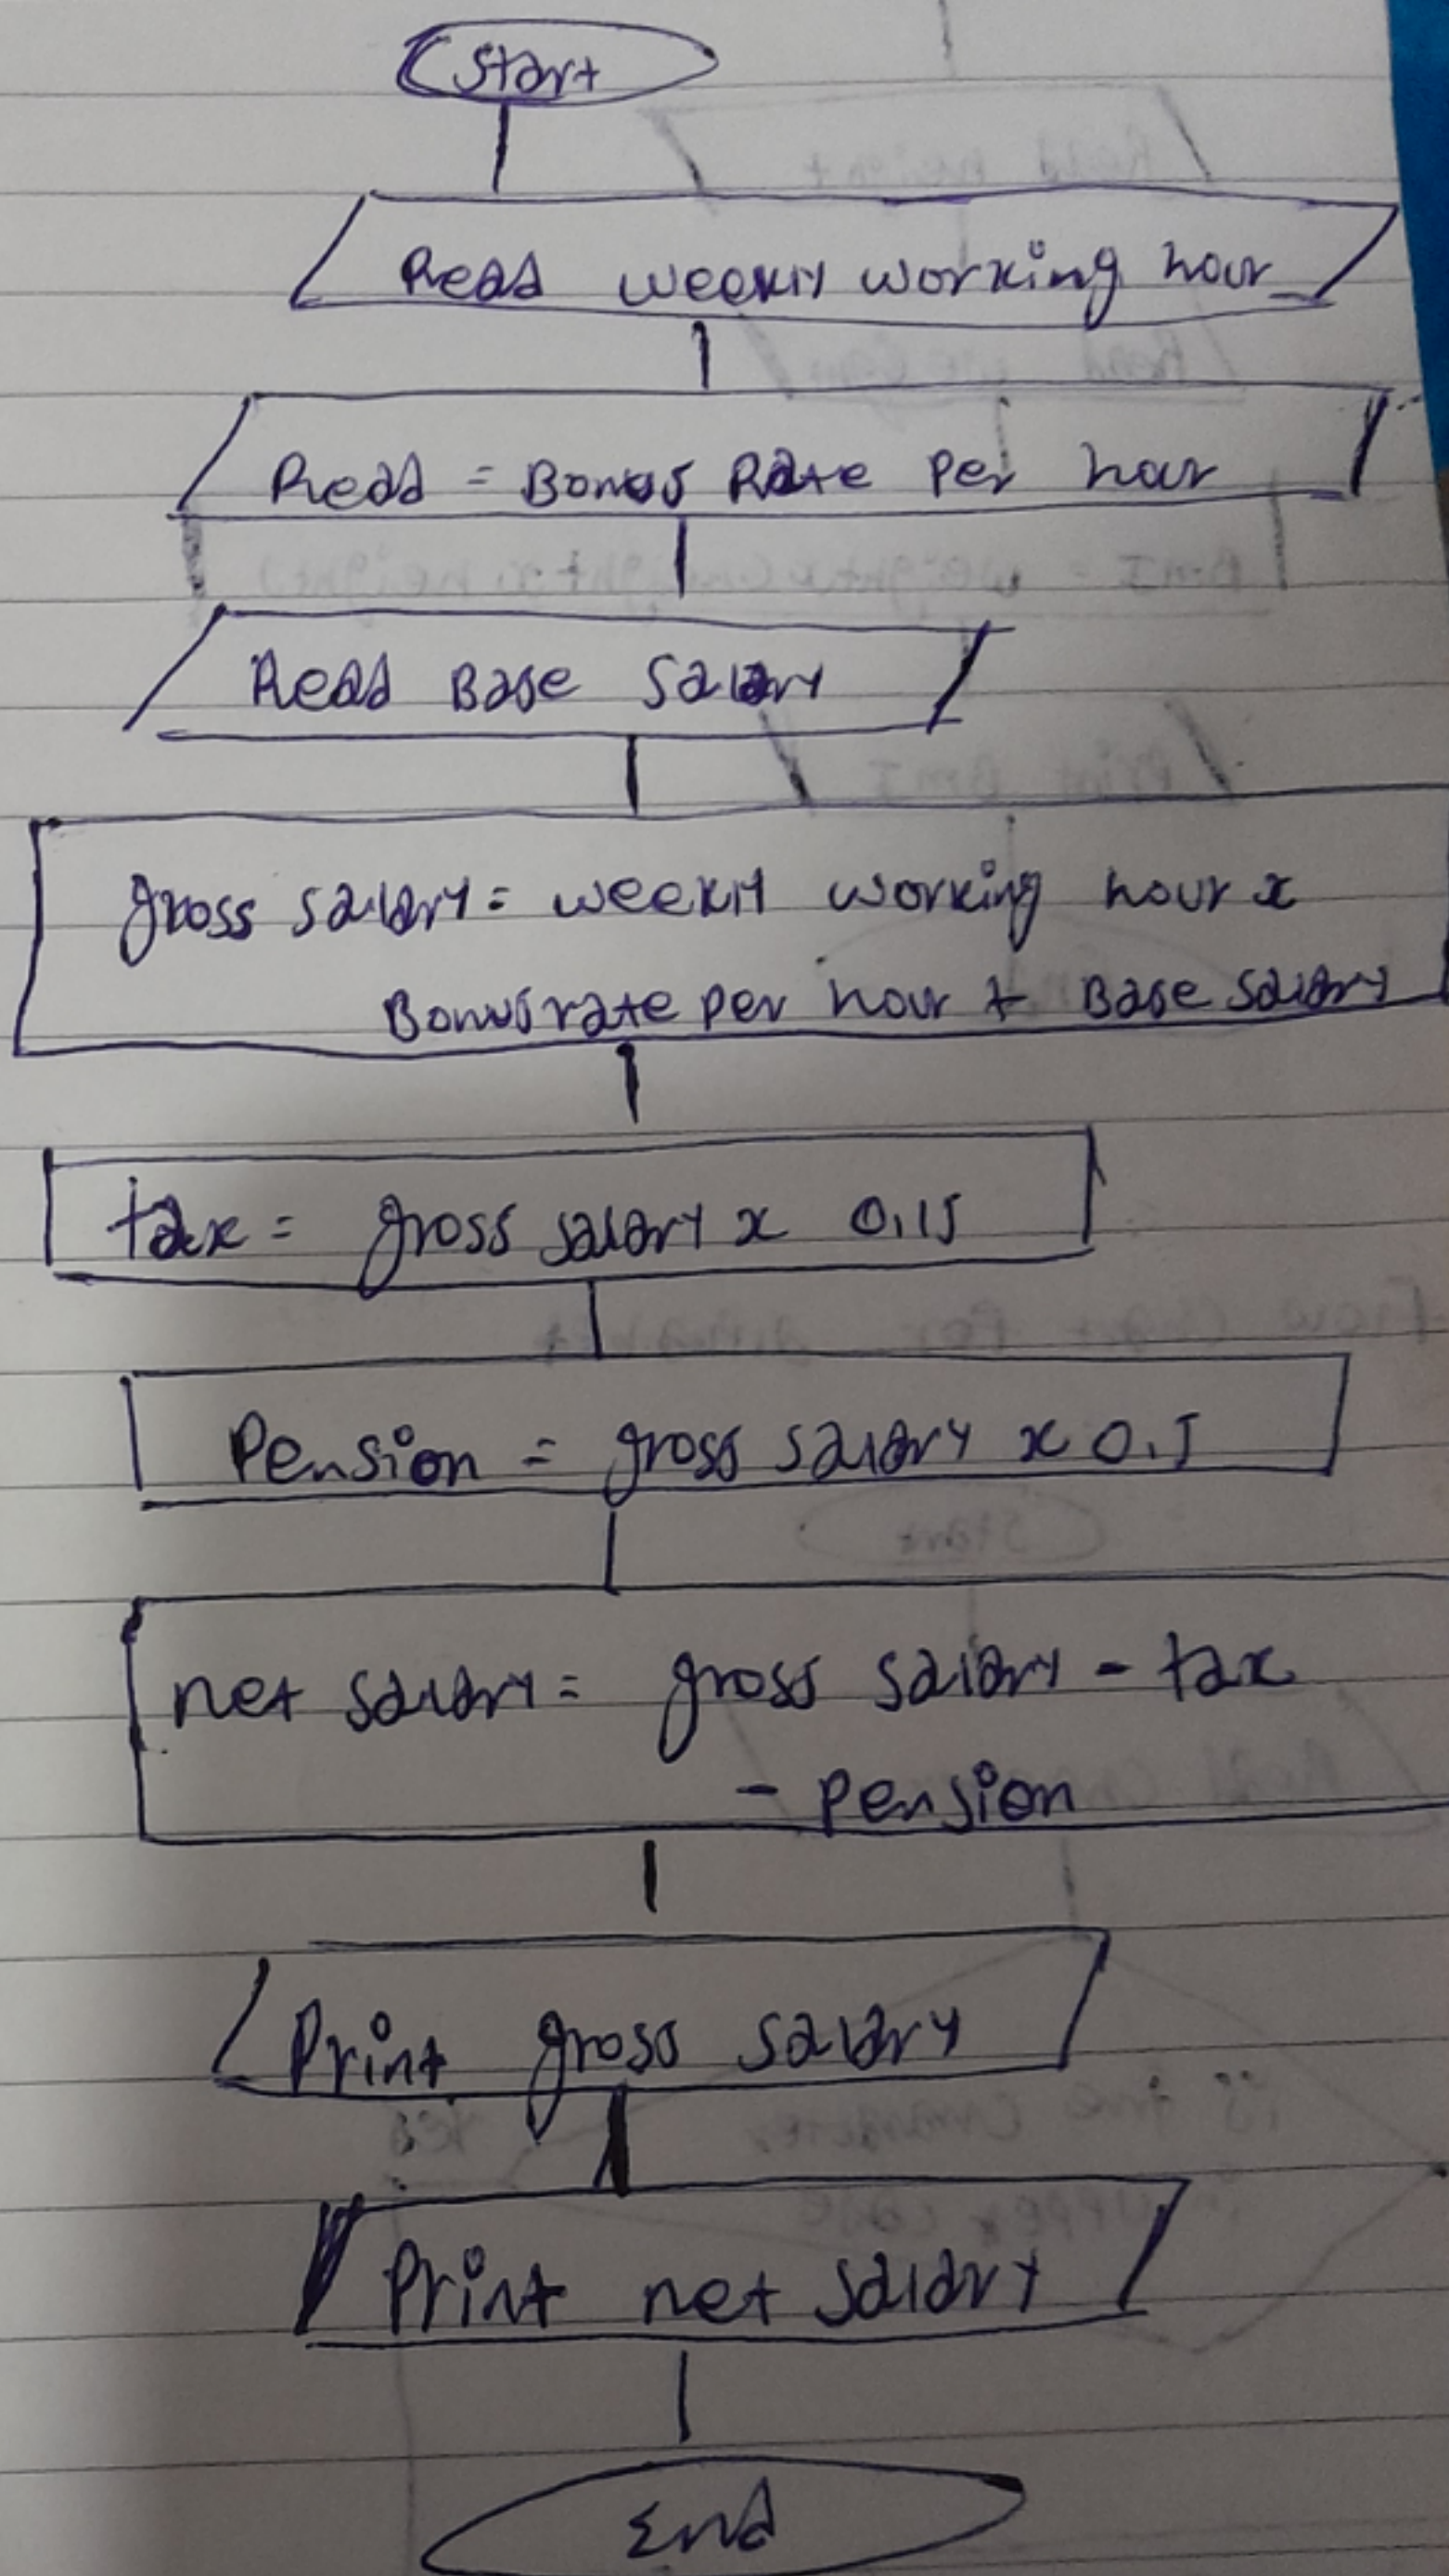 Start
Read weekly working hour
Read = Bonus Rate Per hour
Read Base Salary
gross salary = weekly working hour x
Bonus rate per hour + Base salary
tax = gross salary x 0.15
Pension = gross salary x 0.5
net salary = gross salary - tax
- pension
Print gross salary
Print net salary
End